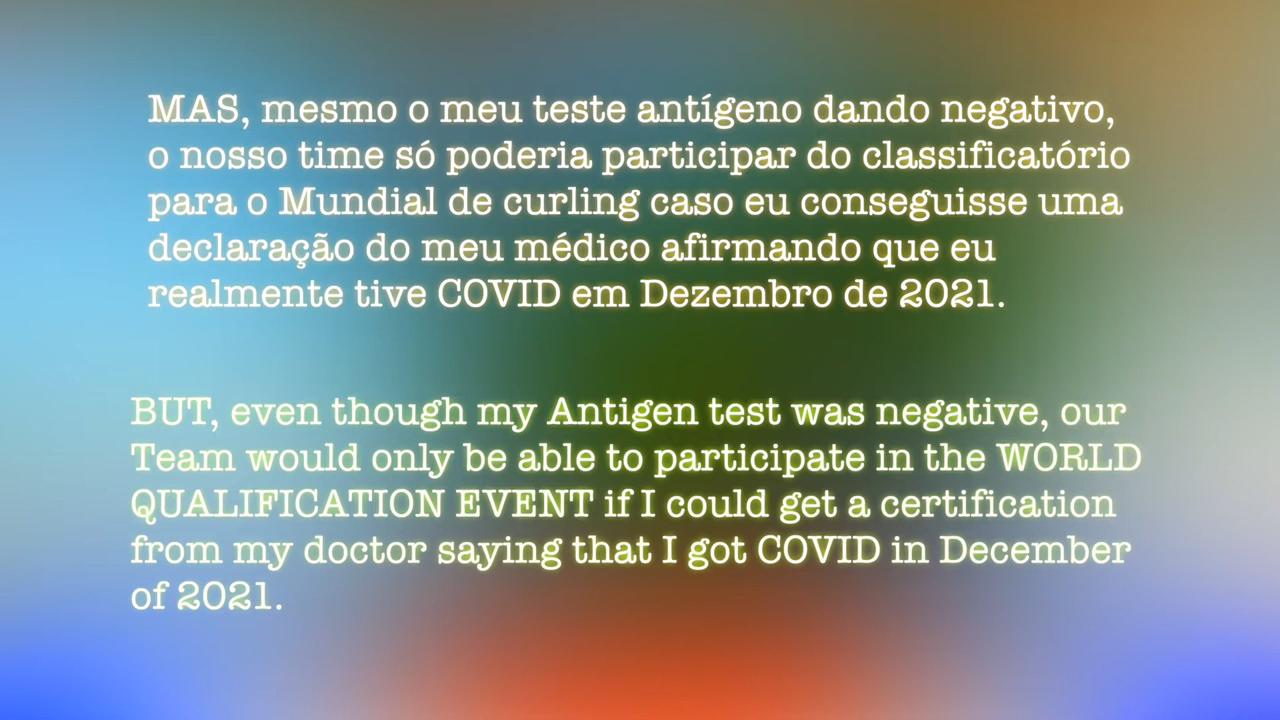 MAS, mesmo o meu teste antígeno dando negativo,
o nosso time só poderia participar do classificatório
para o Mundial de curling caso eu conseguisse uma
declaração do meu médico afirmando que eu
realmente tive COVID em Dezembro de 2021.
BUT, even though my Antigen test was negative, our
Team would only be able to participate in the WORLD
QUALIFICATION EVENT if I could get a certification
from my doctor saying that I got COVID in December
of 2021.